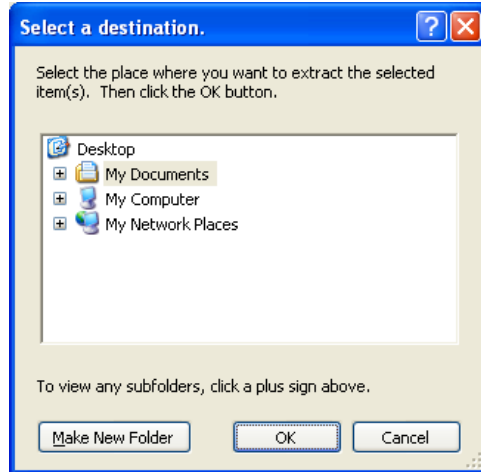 Select a destination.
Select the place where you want to extract the selected
item(s).  Then click the OK button.
Desktop
My Documents
My Computer
My Network Places
To view any subfolders, click a plus sign above.
Make New Folder
OK
Cancel